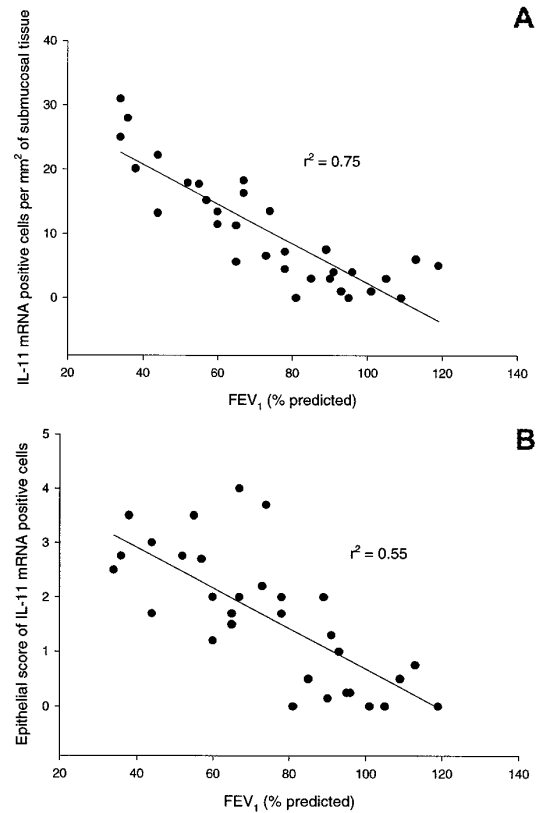 A
IL-11 mRNA positive cells per mm² of submucosal tissue
40
30
20
10
0
r² = 0.75
20 40 60 80 100 120 140
FEV₁ (% predicted)
B
Epithelial score of IL-11 mRNA positive cells
5
4
3
2
1
0
r² = 0.55
20 40 60 80 100 120 140
FEV₁ (% predicted)